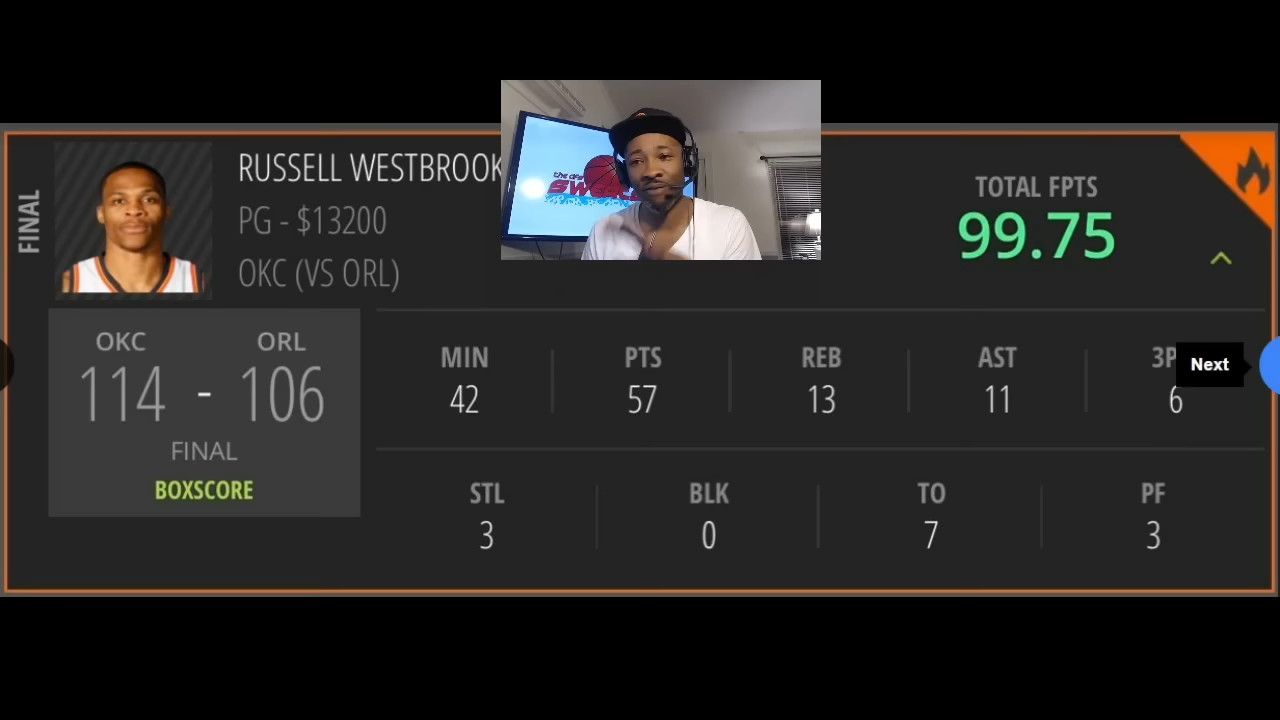 FINAL
RUSSELL WESTBROOK
PG - $13200
OKC (VS ORL)
TOTAL FPTS
99.75
OKC ORL
114 - 106
FINAL
BOXSCORE
MIN PTS REB AST
42 57 13 11 6
Next
STL BLK TO PF
3 0 7 3